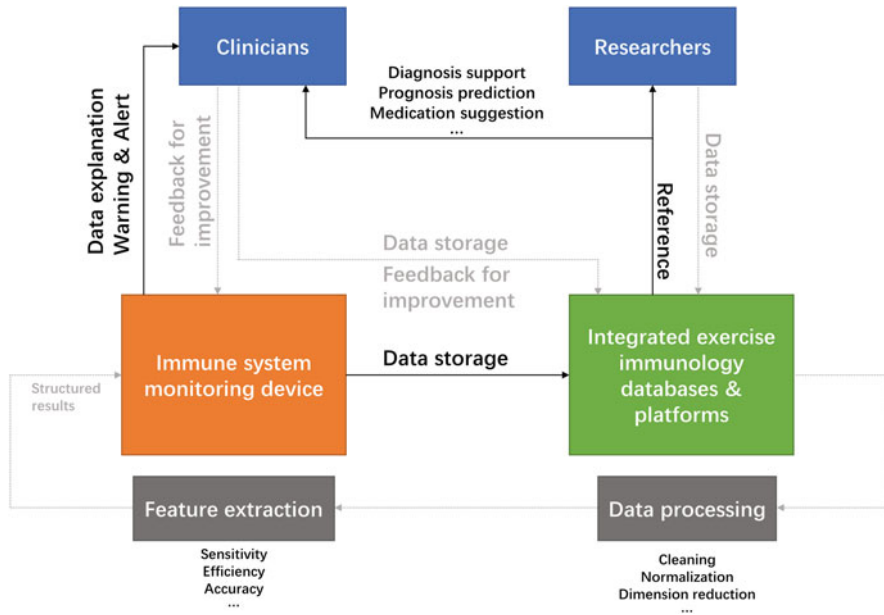 Clinicians
Researchers
Diagnosis support
Prognosis prediction
Medication suggestion
...
Data explanation
Warning & Alert
Feedback for
improvement
Data storage
Feedback for
improvement
Reference
Data storage
Immune system
monitoring device
Data storage
Integrated exercise
immunology
databases &
platforms
Structured
results
Feature extraction
Data processing
Sensitivity
Efficiency
Accuracy
...
Cleaning
Normalization
Dimension reduction
...